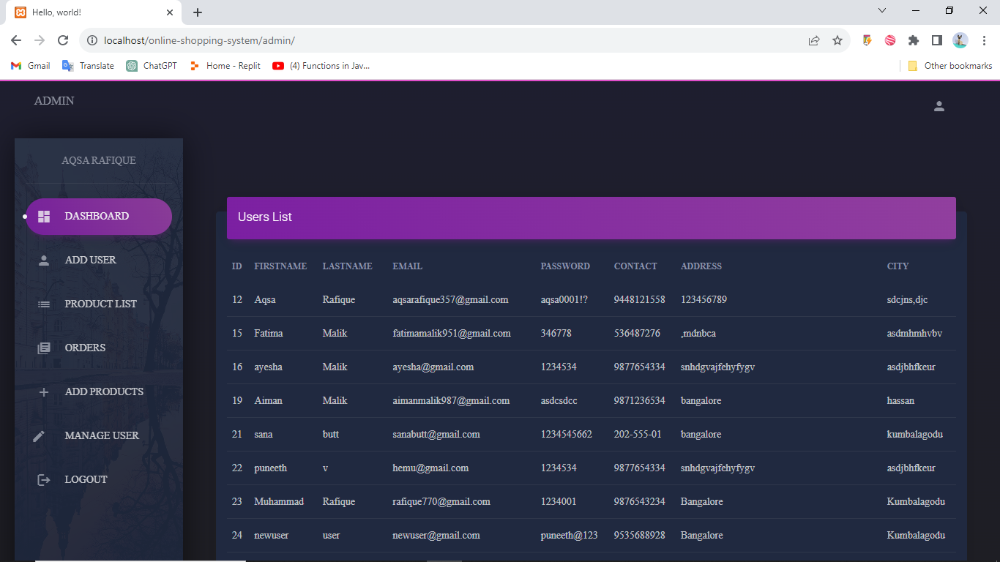 Hello, world!
localhost/online-shopping-system/admin/
Gmail Translate ChatGPT Home - Replit (4) Functions in Jav... Other bookmarks
ADMIN
AQSA RAFIQUE
DASHBOARD
ADD USER
PRODUCT LIST
ORDERS
ADD PRODUCTS
MANAGE USER
LOGOUT
Users List
ID FIRSTNAME LASTNAME EMAIL PASSWORD CONTACT ADDRESS CITY
12 Aqsa Rafique aqsarafique357@gmail.com aqsa0001!? 9448121558 123456789 sdcjns,djc
15 Fatima Malik fatimamalik951@gmail.com 346778 536487276 ,mdnbca asdmhmhvbv
16 ayesha Malik ayesha@gmail.com 1234534 9877654334 snhdgvajfehyfygv asdjbhfkeur
19 Aiman Malik aimanmalik987@gmail.com asdcsdcc 9871236534 bangalore hassan
21 sana butt sanabutt@gmail.com 1234545662 202-555-01 bangalore kumbalagodu
22 puneeth v hemu@gmail.com 1234534 9877654334 snhdgvajfehyfygv asdjbhfkeur
23 Muhammad Rafique rafique770@gmail.com 1234001 9876543234 Bangalore Kumbalagodu
24 newuser user newuser@gmail.com puneeth@123 9535688928 Bangalore Kumbalagodu